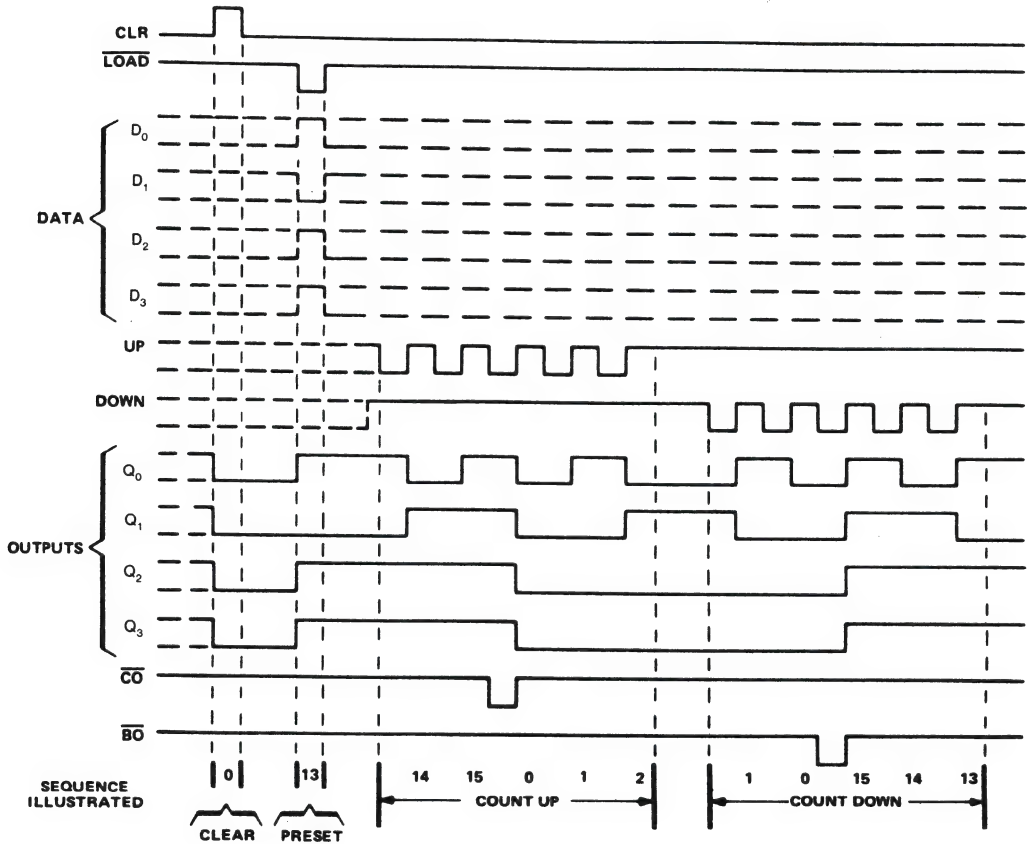 CLR
LOAD
D0
D1
DATA
D2
D3
UP
DOWN
Q0
Q1
OUTPUTS
Q2
Q3
CO
BO
SEQUENCE ILLUSTRATED
0 13 14 15 0 1 2 1 0 15 14 13
COUNT UP COUNT DOWN
CLEAR PRESET